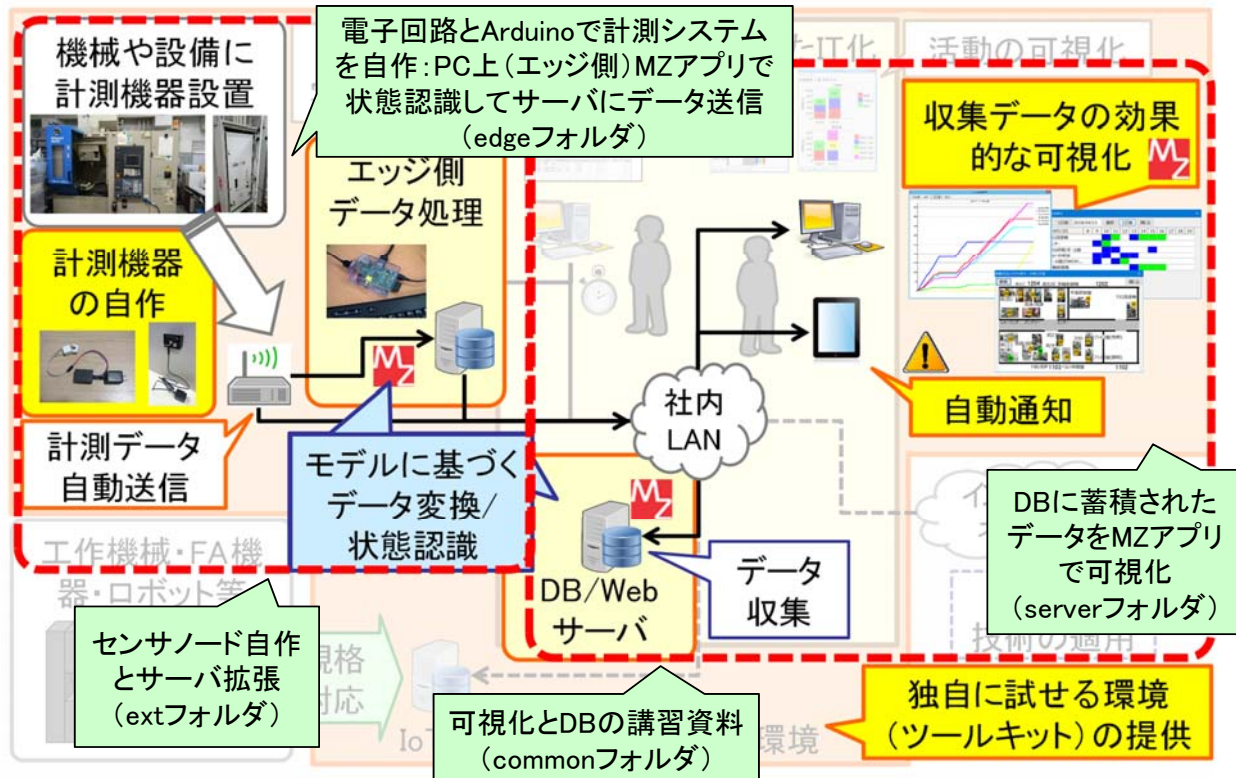 機械や設備に
計測機器設置
電子回路とArduinoで計測システム
を自作：PC上（エッジ側）MZアプリで
状態認識してサーバにデータ送信
（edgeフォルダ）
たIT化
活動の可視化
収集データの効果
的な可視化
MZ
エッジ側
データ処理
計測機器
の自作
MZ
計測データ
自動送信
モデルに基づく
データ変換/
状態認識
社内
LAN
自動通知
MZ
DB/Web
サーバ
データ
収集
DBに蓄積された
データをMZアプリ
で可視化
（serverフォルダ）
技術の適用
工作機械・FA機
器・ロボット等
センサノード自作
とサーバ拡張
（extフォルダ）
規格
対応
可視化とDBの講習資料
（commonフォルダ）
環境
独自に試せる環境
（ツールキット）の提供